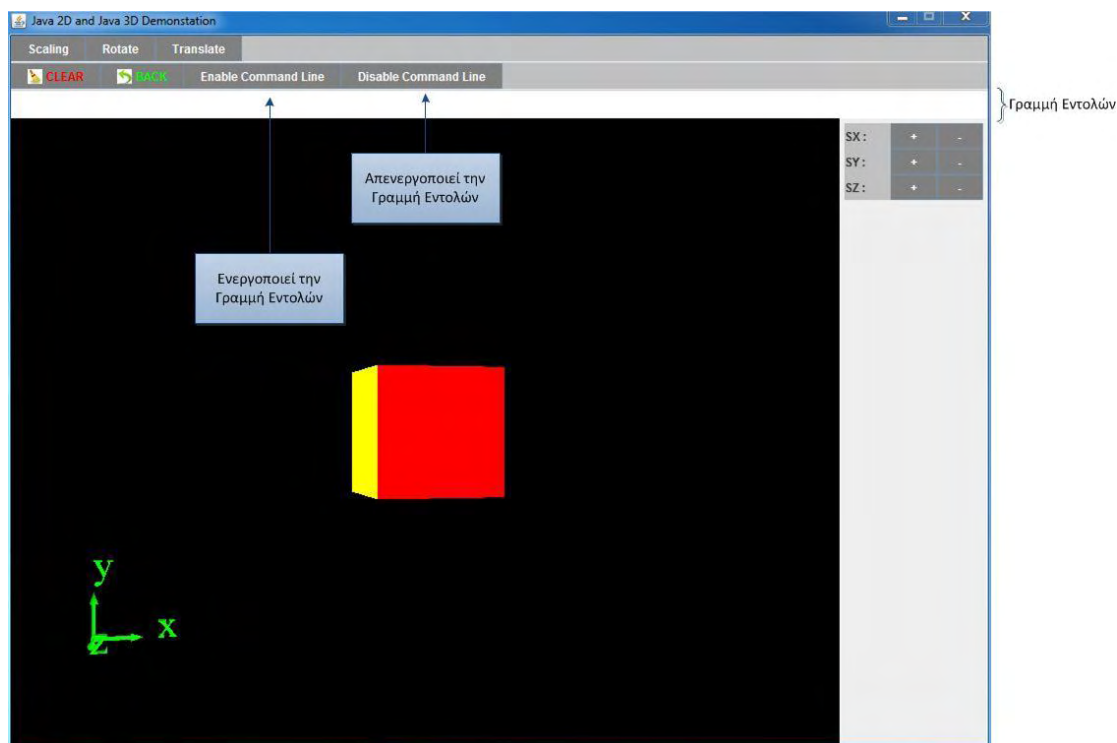 Java 2D and Java 3D Demonstation
Scaling Rotate Translate
CLEAR BACK Enable Command Line Disable Command Line
Γραμμή Εντολών
SX: + -
SY: + -
SZ: + -
Απενεργοποιεί την
Γραμμή Εντολών
Ενεργοποιεί την
Γραμμή Εντολών
y
x
z